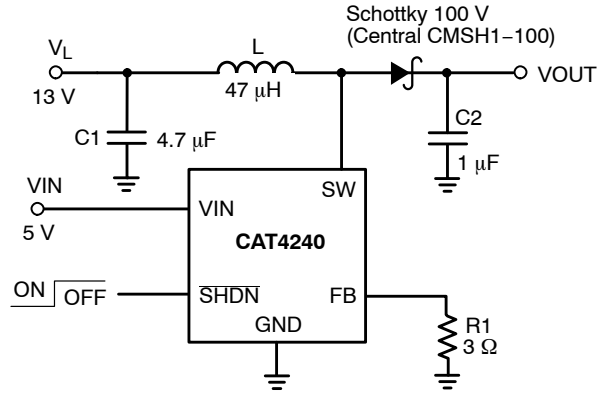 Schottky 100 V
(Central CMSH1−100)
VL
L
VOUT
13 V
47 μH
C2
C1
4.7 μF
1 μF
SW
VIN
VIN
5 V
CAT4240
ON
OFF
SHDN
FB
R1
3 Ω
GND